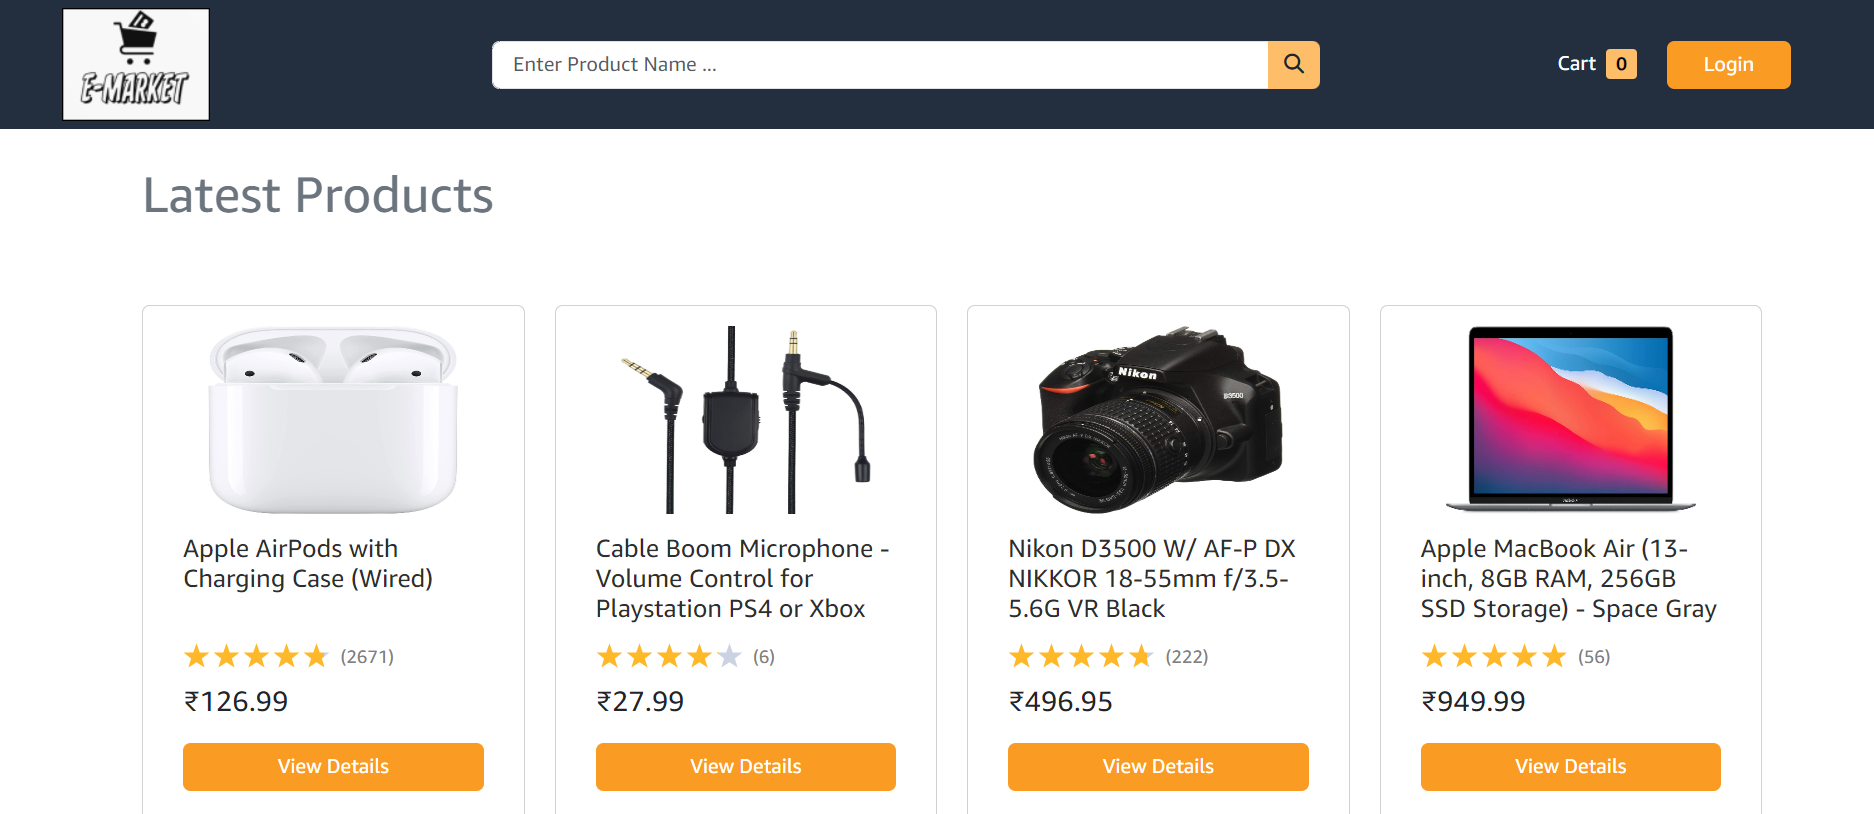 E-MARKET
Enter Product Name ...
Cart 0
Login
Latest Products
Nikon
D3500
Apple AirPods with
Charging Case (Wired)
(2671)
₹126.99
View Details
Cable Boom Microphone -
Volume Control for
Playstation PS4 or Xbox
(6)
₹27.99
View Details
Nikon D3500 W/ AF-P DX
NIKKOR 18-55mm f/3.5-
5.6G VR Black
(222)
₹496.95
View Details
Apple MacBook Air (13-
inch, 8GB RAM, 256GB
SSD Storage) - Space Gray
(56)
₹949.99
View Details